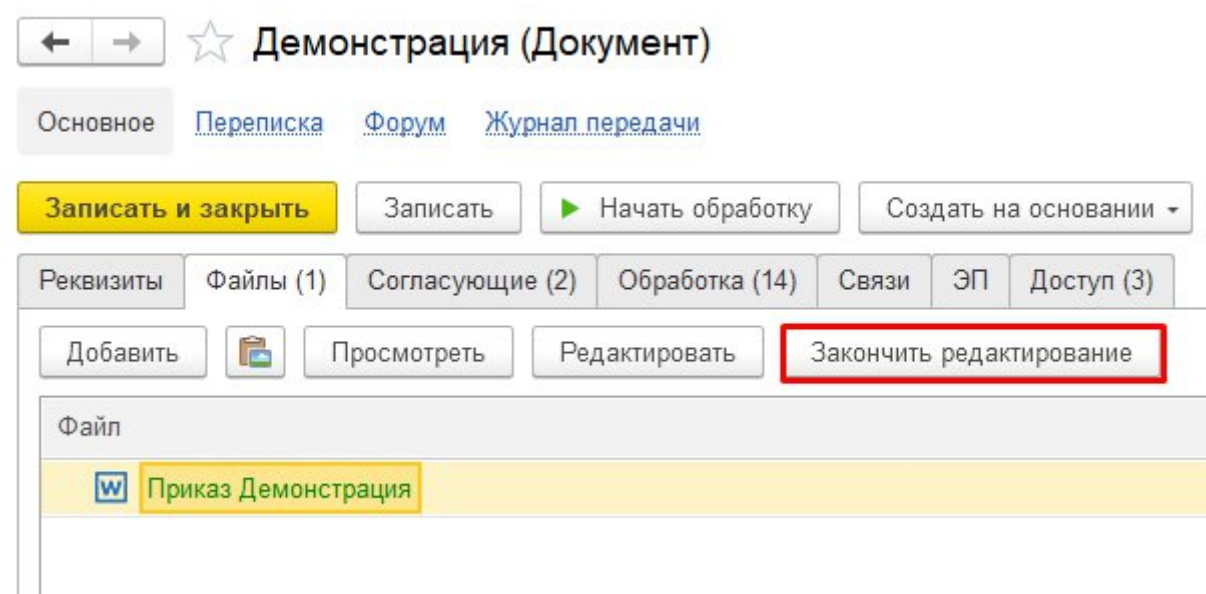 Демонстрация (Документ)
Основное Переписка Форум Журнал передачи
Записать и закрыть Записать Начать обработку Создать на основании
Реквизиты Файлы (1) Согласующие (2) Обработка (14) Связи ЭП Доступ (3)
Добавить Просмотреть Редактировать Закончить редактирование
Файл
W Приказ Демонстрация